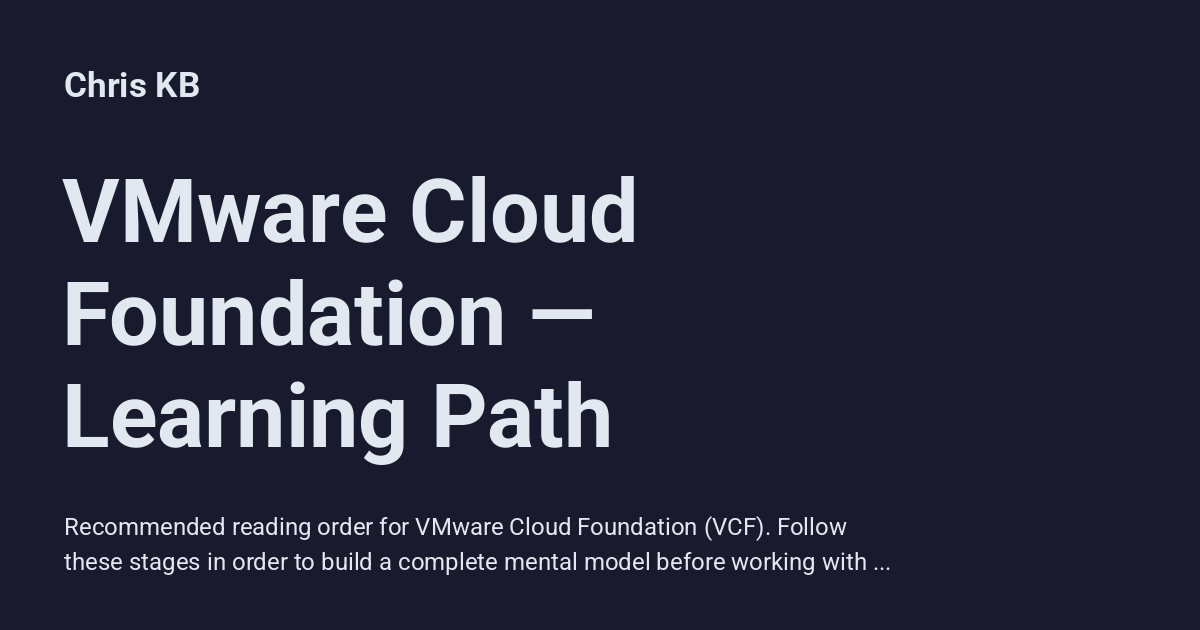 Chris KB
VMware Cloud
Foundation —
Learning Path
Recommended reading order for VMware Cloud Foundation (VCF). Follow
these stages in order to build a complete mental model before working with ...